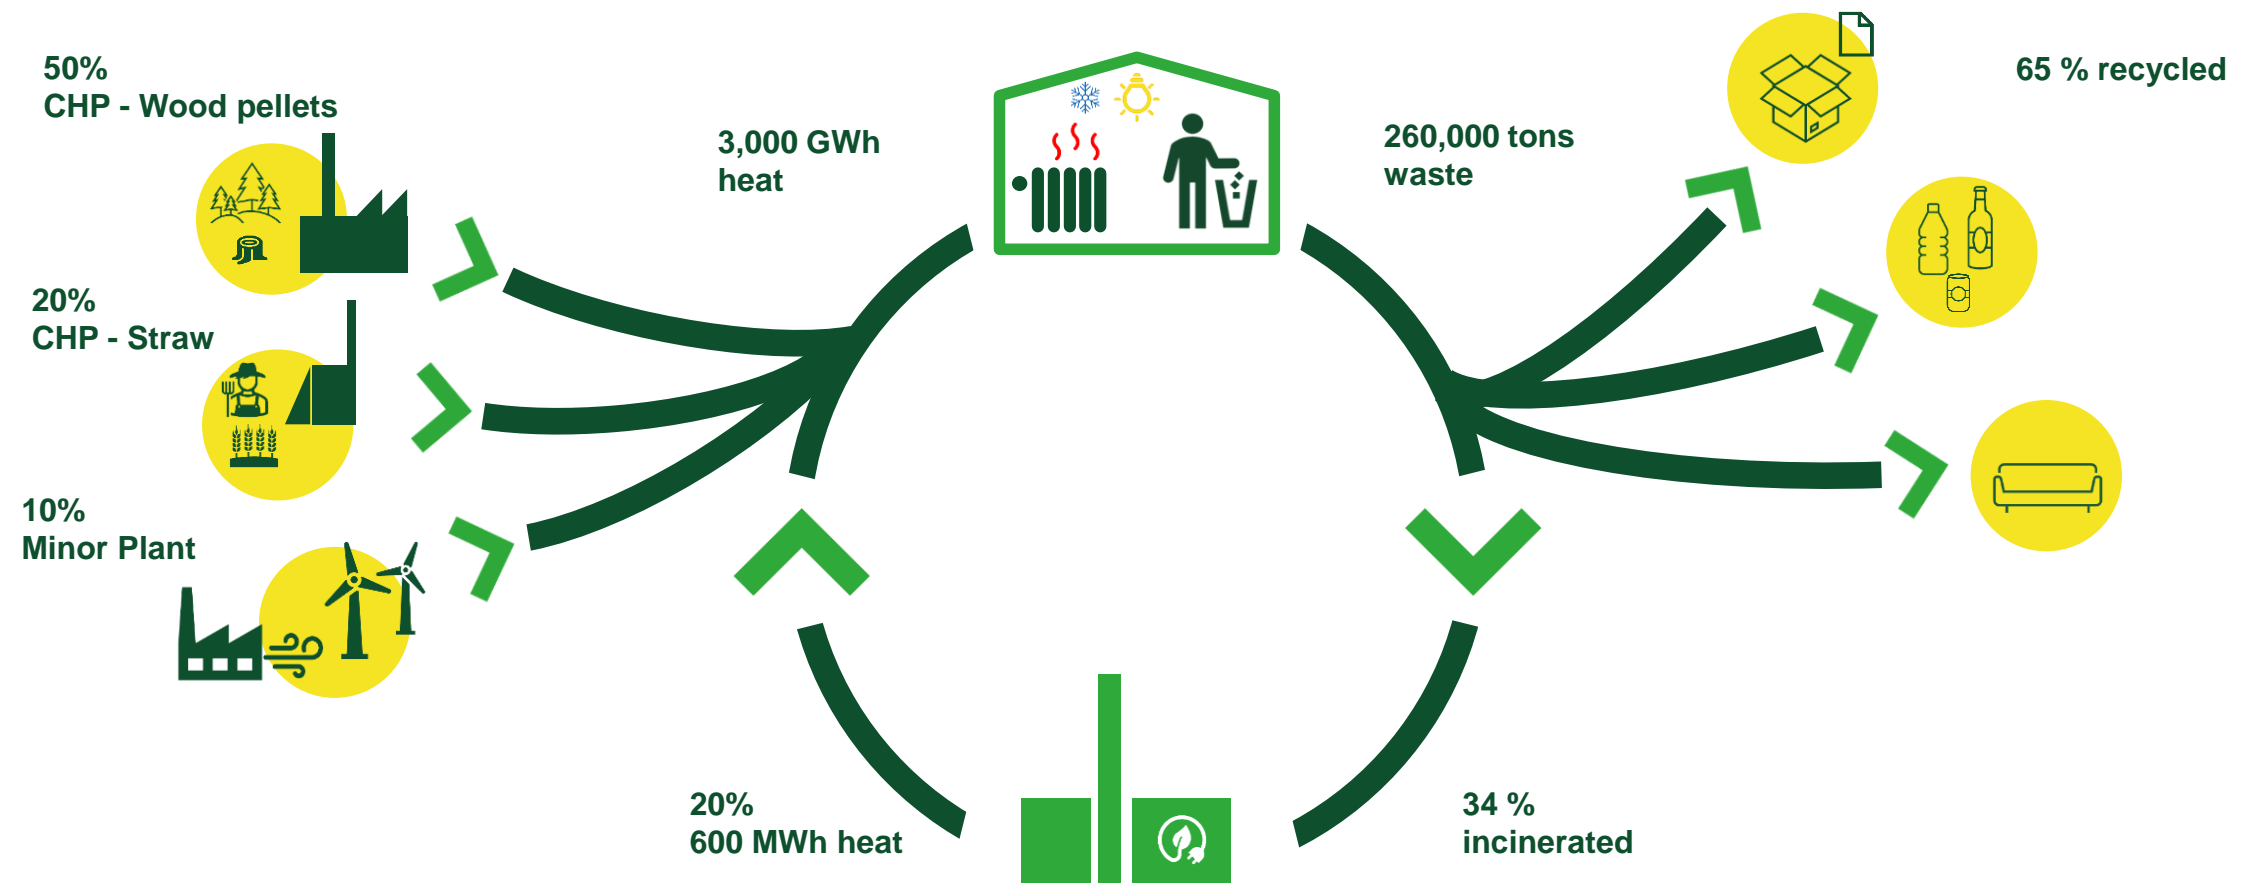 50%
CHP - Wood pellets
20%
CHP - Straw
10%
Minor Plant
3,000 GWh
heat
20%
600 MWh heat
260,000 tons
waste
65 % recycled
34 %
incinerated